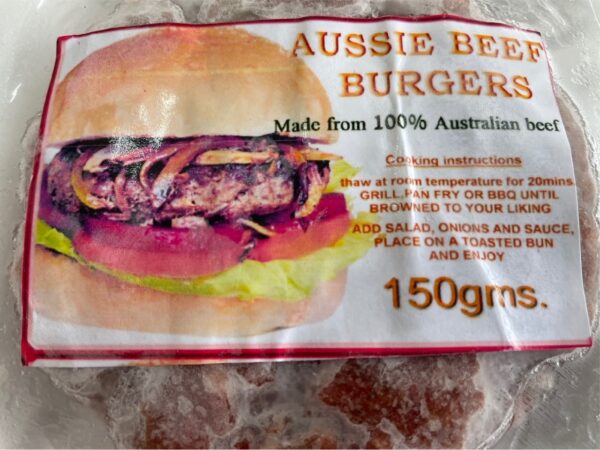 AUSSIE BEEF
BURGERS
Made from 100% Australian beef
Cooking instructions
thaw at room temperature for 20mins
GRILL, PAN FRY OR BBQ UNTIL
BROWNED TO YOUR LIKING
ADD SALAD, ONIONS AND SAUCE,
PLACE ON A TOASTED BUN
AND ENJOY
150gms.